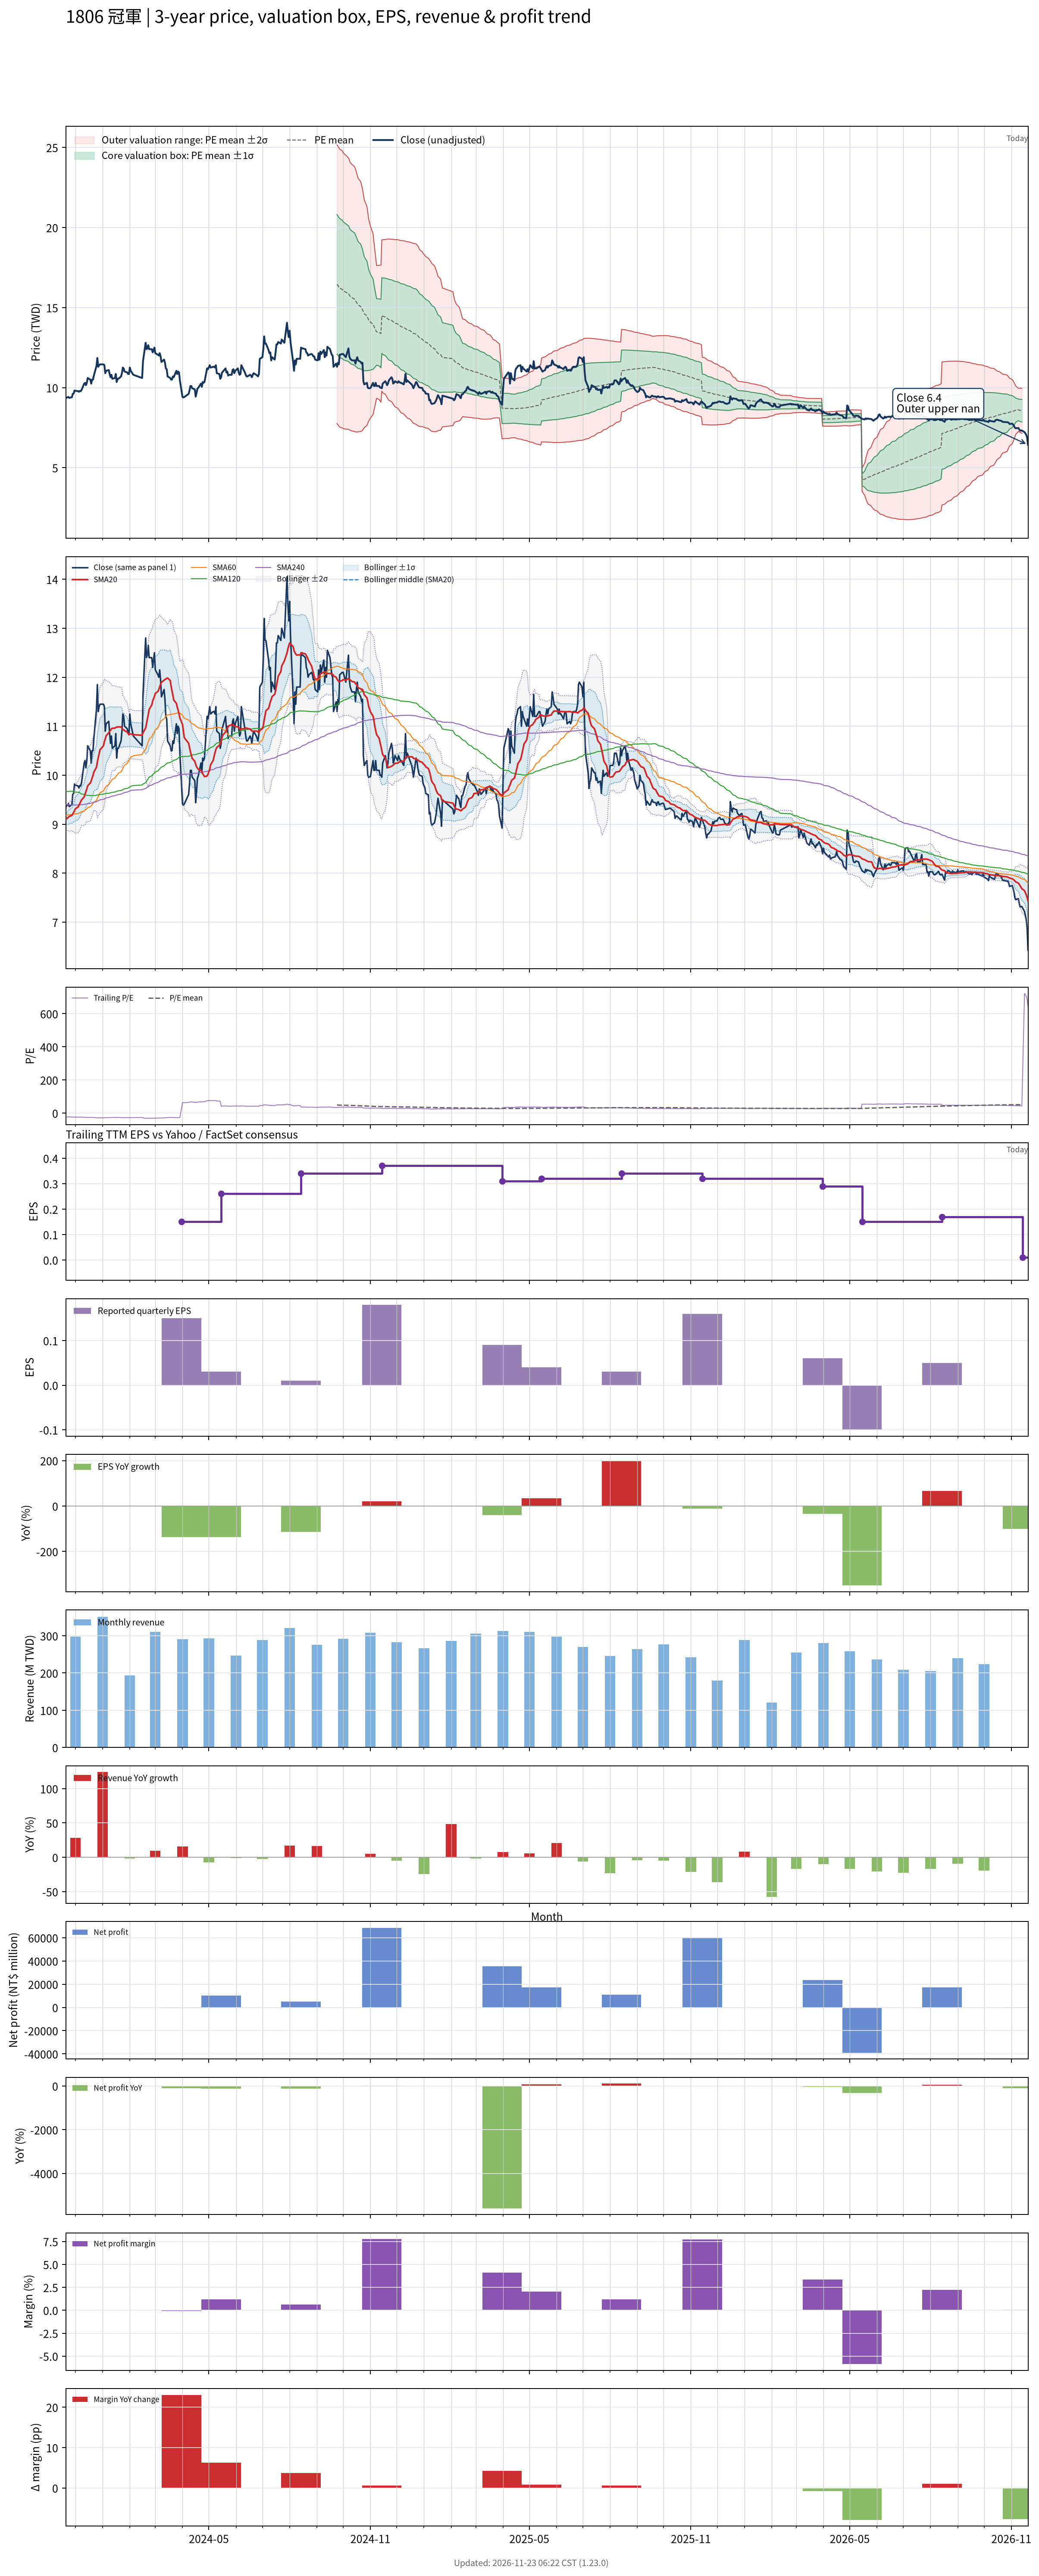 1806 冠軍 | 3-year price, valuation box, EPS, revenue & profit trend
Outer valuation range: PE mean ±2σ
Core valuation box: PE mean ±1σ
PE mean
Close (unadjusted)
Today
Price (TWD)
25
20
15
10
5
Close 6.4
Outer upper nan
Close (same as panel 1)
SMA20
SMA60
SMA120
SMA240
Bollinger ±2σ
Bollinger ±1σ
Bollinger middle (SMA20)
Price
14
13
12
11
10
9
8
7
Trailing P/E
P/E mean
P/E
600
400
200
0
Trailing TTM EPS vs Yahoo / FactSet consensus
Today
EPS
0.4
0.3
0.2
0.1
0.0
Reported quarterly EPS
EPS
0.1
0.0
-0.1
EPS YoY growth
YoY (%)
200
0
-200
Monthly revenue
Revenue (M TWD)
300
200
100
0
Revenue YoY growth
YoY (%)
100
50
0
-50
Month
Net profit
Net profit (NT$ million)
60000
40000
20000
0
-20000
-40000
Net profit YoY
YoY (%)
0
-2000
-4000
Net profit margin
Margin (%)
7.5
5.0
2.5
0.0
-2.5
-5.0
Margin YoY change
Δ margin (pp)
20
10
0
2024-05
2024-11
2025-05
2025-11
2026-05
2026-11
Updated: 2026-11-23 06:22 CST (1.23.0)